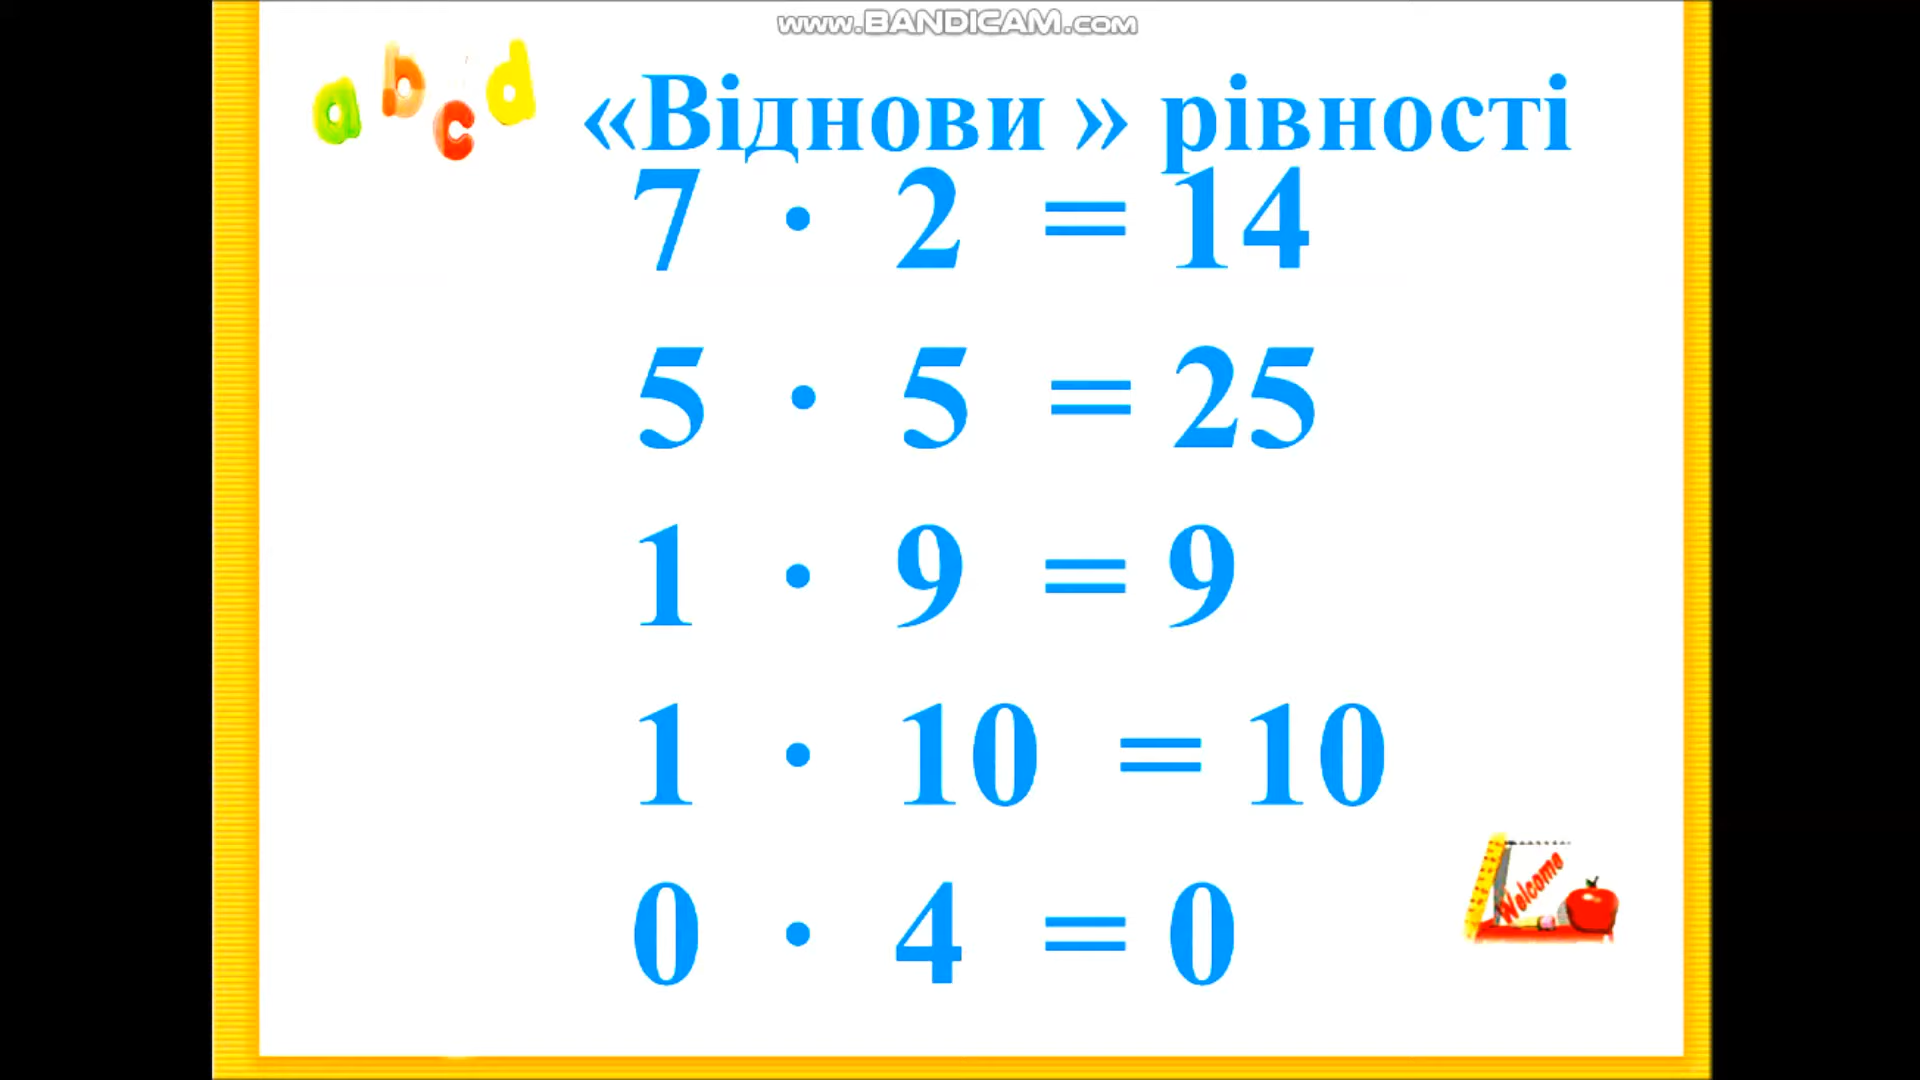 www.BANDICAM.com
a b c d
«Віднови » рівності
7 · 2 = 14
5 · 5 = 25
1 · 9 = 9
1 · 10 = 10
0 · 4 = 0
Welcome